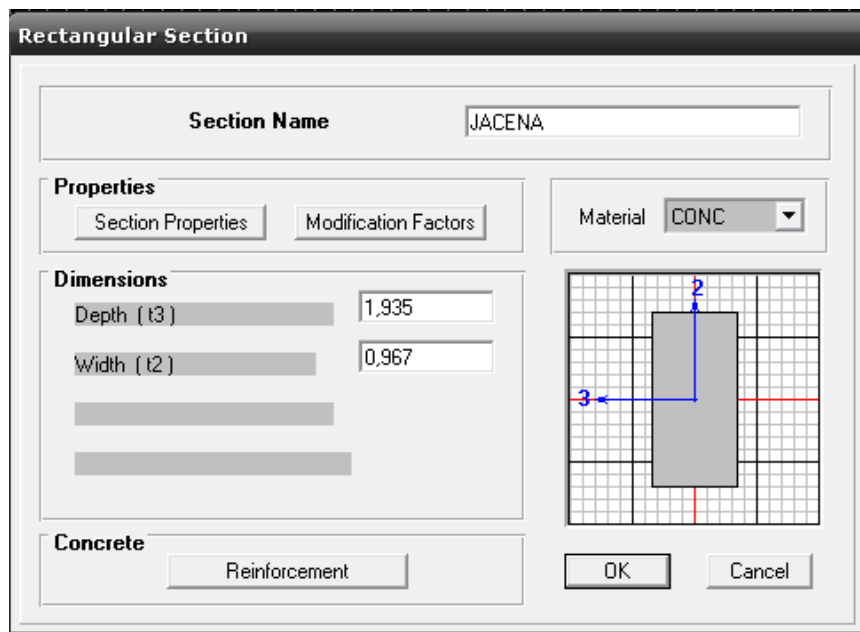 Rectangular Section
Section Name JACENA
Properties
Section Properties Modification Factors
Material CONC
Dimensions
Depth ( t3 ) 1,935
Width ( t2 ) 0,967
2
3
Concrete
Reinforcement
OK Cancel